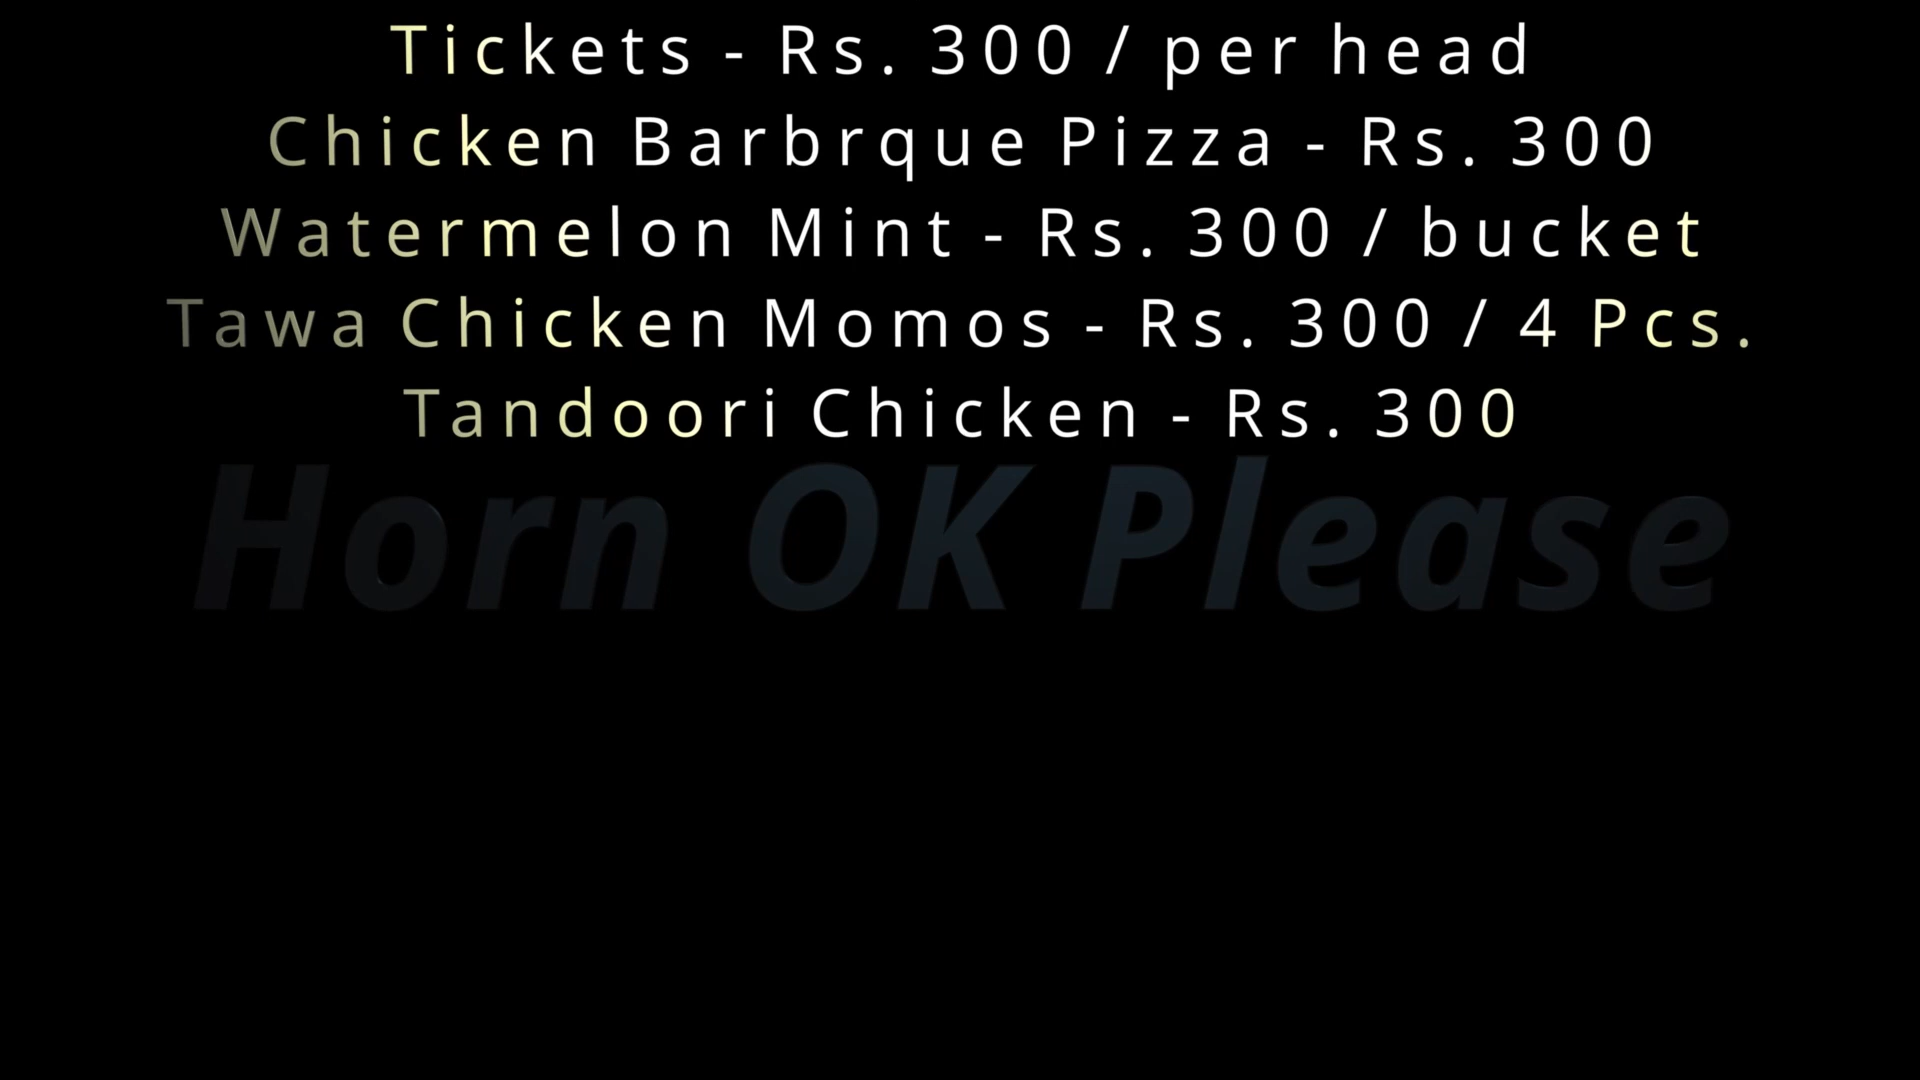 Tickets - Rs. 300 / per head
Chicken Barbrque Pizza - Rs. 300
Watermelon Mint - Rs. 300 / bucket
Tawa Chicken Momos - Rs. 300 / 4 Pcs.
Tandoori Chicken - Rs. 300
Horn OK Please